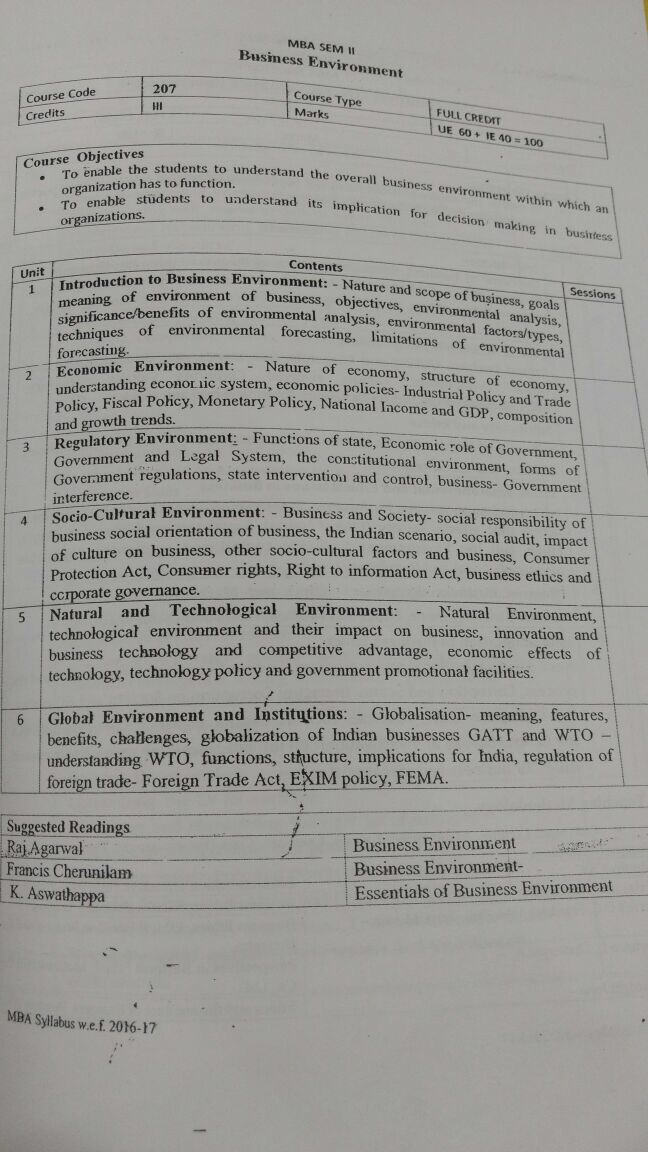 MBA SEM II
Business Environment
Course Code 207 Course Type FULL CREDIT
Credits III Marks UE 60 + IE 40 = 100
Course Objectives
• To enable the students to understand the overall business environment within which an
organization has to function.
• To enable students to understand its implication for decision making in business
organizations.
Unit Contents Sessions
1 Introduction to Business Environment: - Nature and scope of business, goals
meaning of environment of business, objectives, environmental analysis,
significance/benefits of environmental analysis, environmental factors/types,
techniques of environmental forecasting, limitations of environmental
forecasting.
2 Economic Environment: - Nature of economy, structure of economy,
understanding economic system, economic policies- Industrial Policy and Trade
Policy, Fiscal Policy, Monetary Policy, National Income and GDP, composition
and growth trends.
3 Regulatory Environment: - Functions of state, Economic role of Government,
Government and Legal System, the constitutional environment, forms of
Government regulations, state intervention and control, business- Government
interference.
4 Socio-Cultural Environment: - Business and Society- social responsibility of
business social orientation of business, the Indian scenario, social audit, impact
of culture on business, other socio-cultural factors and business, Consumer
Protection Act, Consumer rights, Right to information Act, business ethics and
corporate governance.
5 Natural and Technological Environment: - Natural Environment,
technological environment and their impact on business, innovation and
business technology and competitive advantage, economic effects of
technology, technology policy and government promotional facilities.
6 Global Environment and Institutions: - Globalisation- meaning, features,
benefits, challenges, globalization of Indian businesses GATT and WTO –
understanding WTO, functions, structure, implications for India, regulation of
foreign trade- Foreign Trade Act, EXIM policy, FEMA.
Suggested Readings
Raj Agarwal Business Environment
Francis Cherunilam Business Environment-
K. Aswathappa Essentials of Business Environment
MBA Syllabus w.e.f. 2016-17